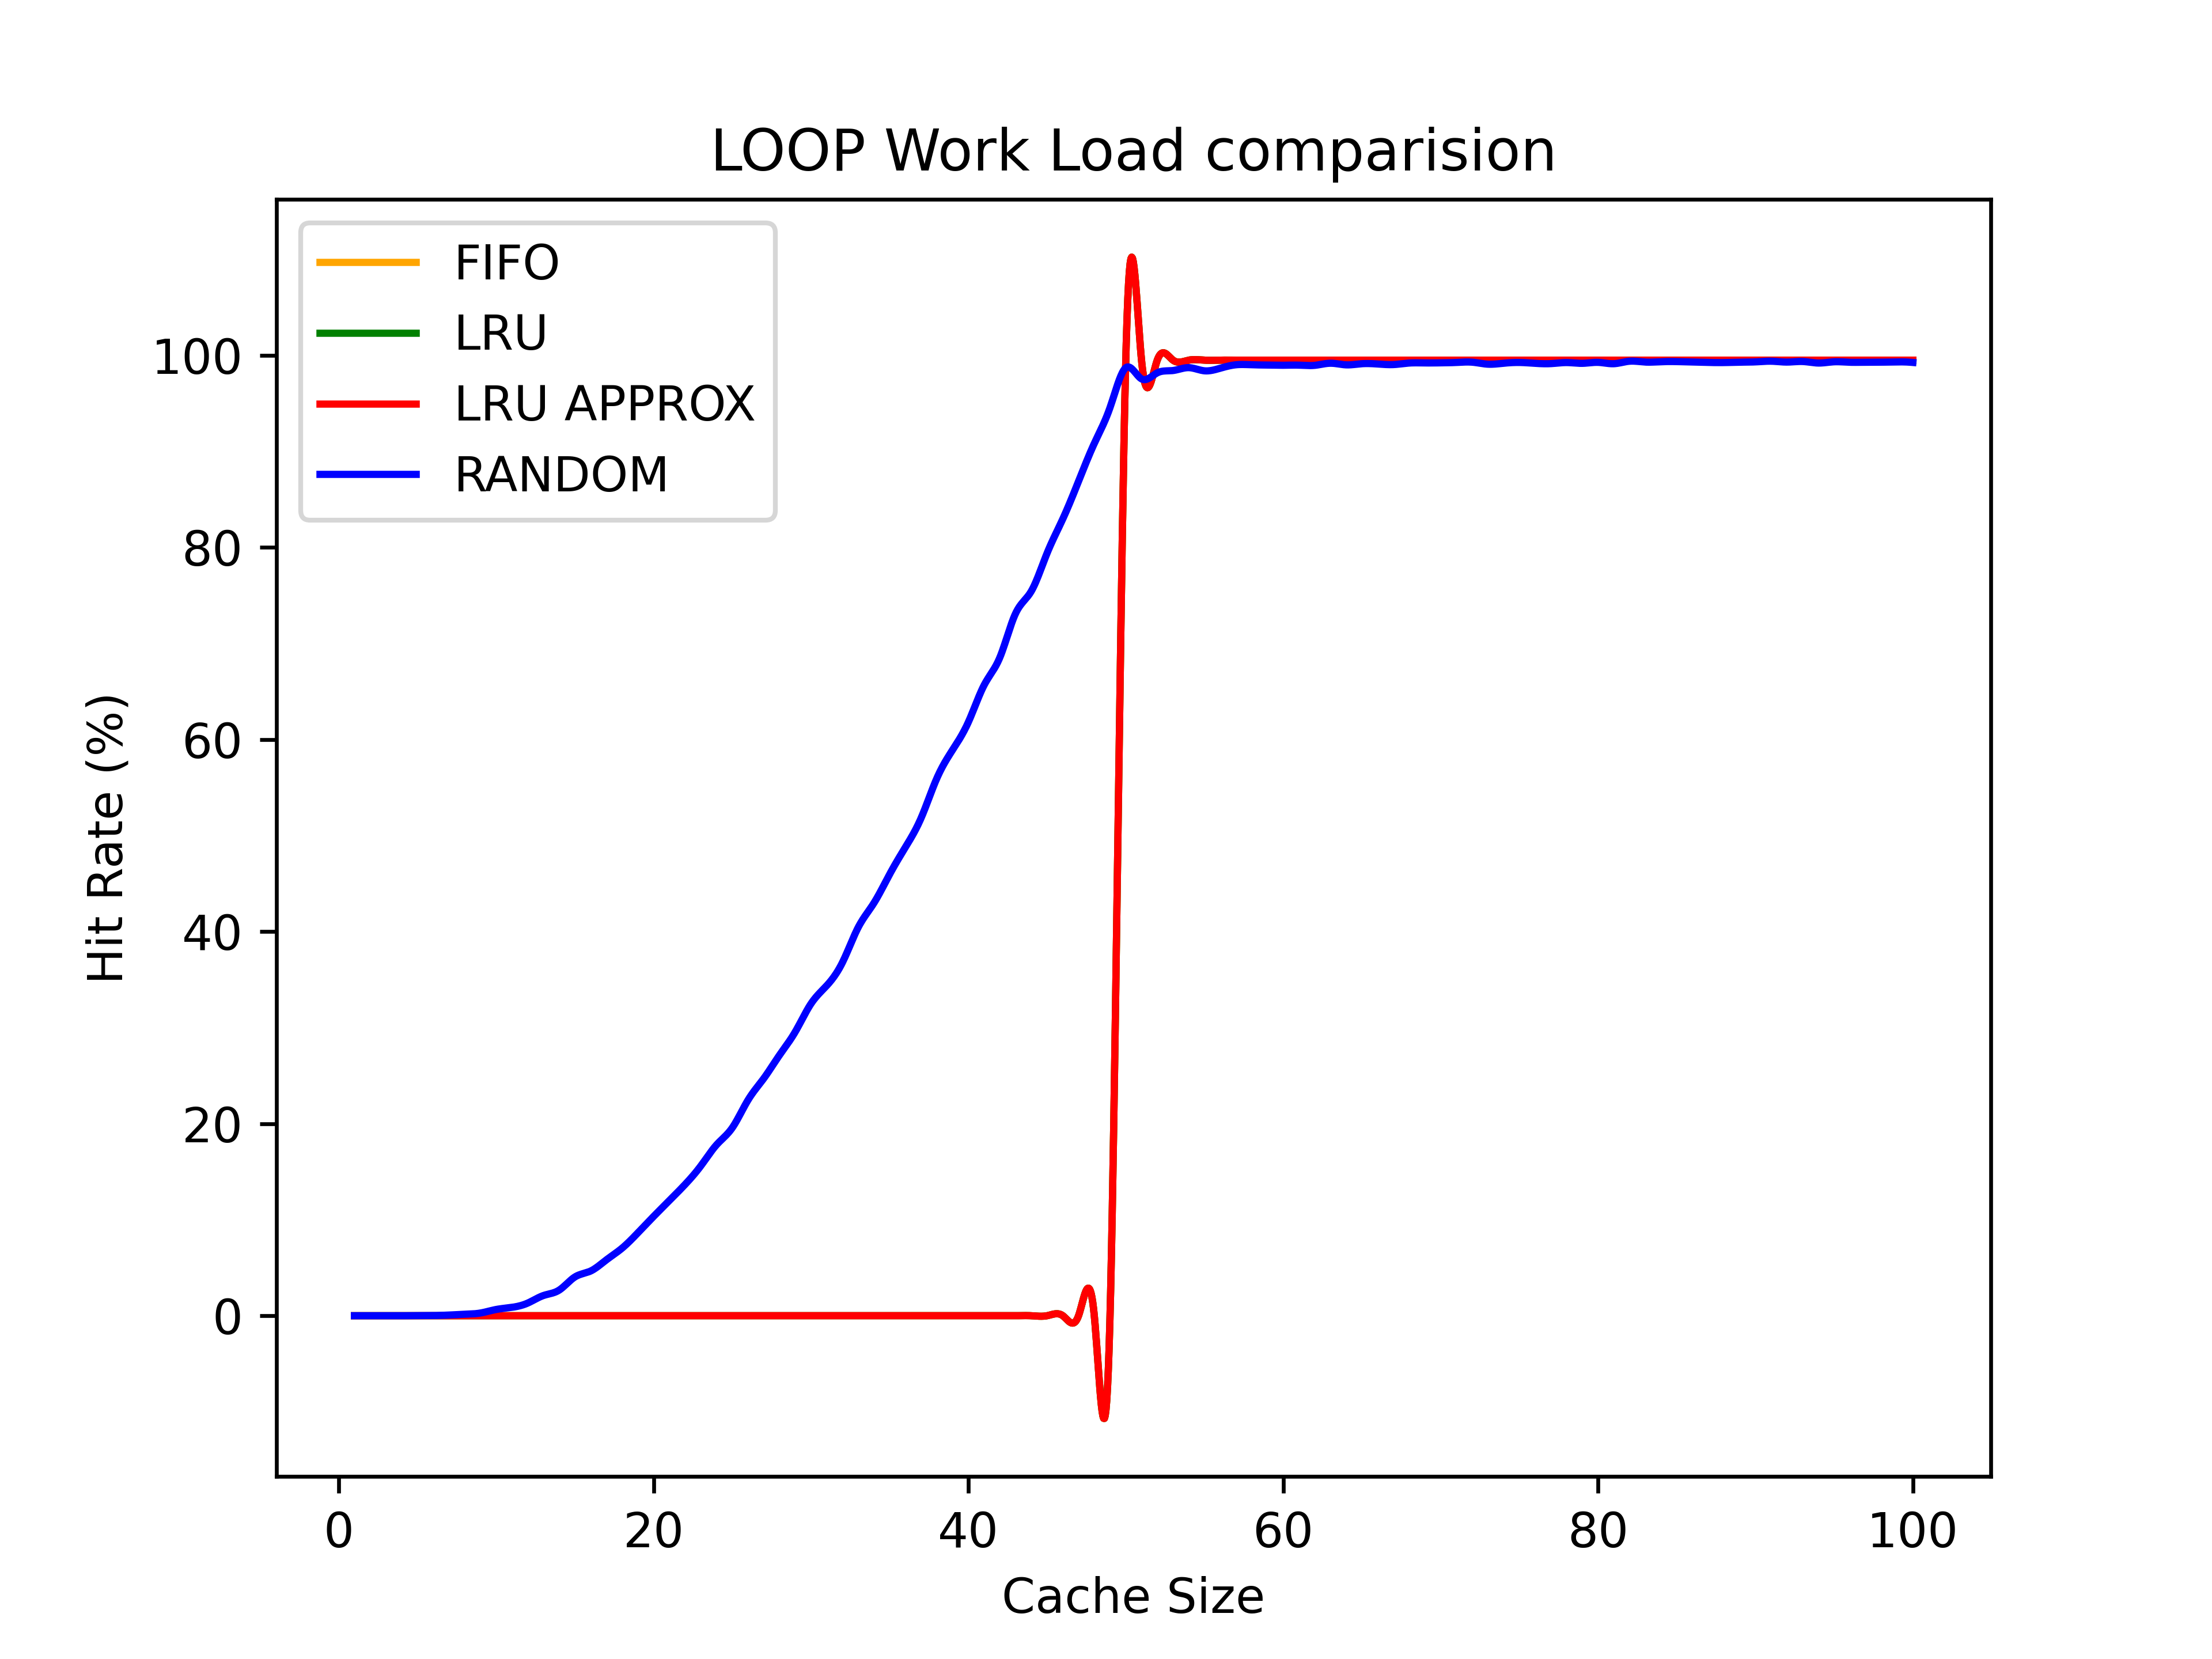 LOOP Work Load comparision
FIFO
LRU
LRU APPROX
RANDOM
Hit Rate (%)
100
80
60
40
20
0
0 20 40 60 80 100
Cache Size